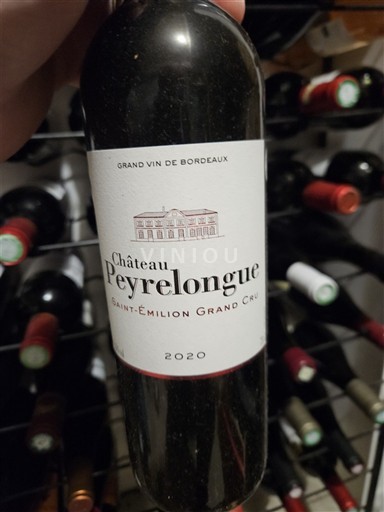 GRAND VIN DE BORDEAUX
VINIOU
Château
Peyrelongue
SAINT-ÉMILION GRAND CRU
2020